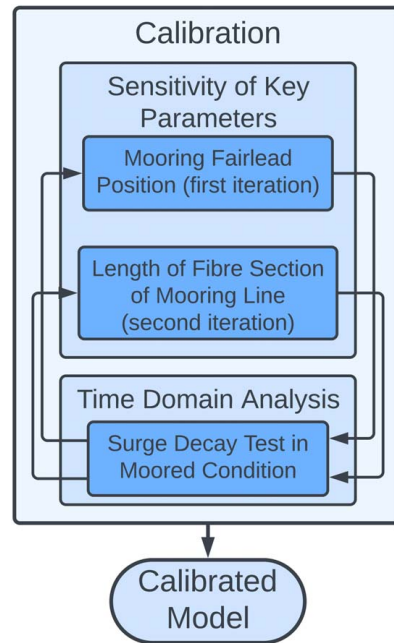 Calibration
Sensitivity of Key
Parameters
Mooring Fairlead
Position (first iteration)
Length of Fibre Section
of Mooring Line
(second iteration)
Time Domain Analysis
Surge Decay Test in
Moored Condition
Calibrated
Model